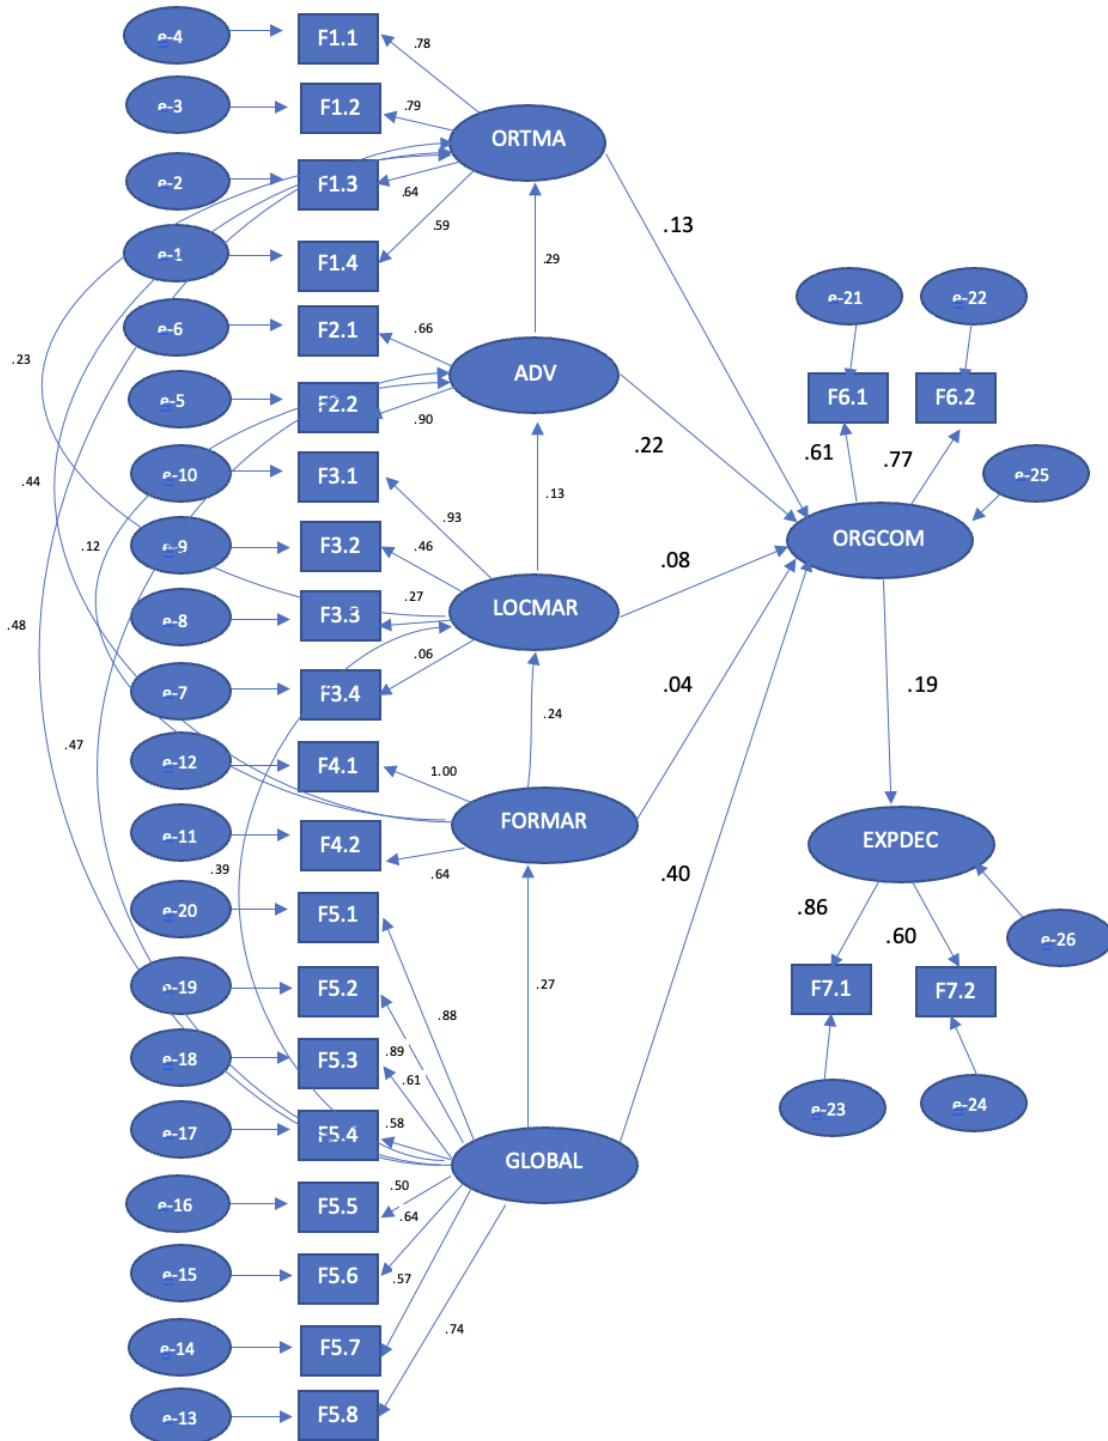 e-4 F1.1 .78
e-3 F1.2 .79
ORTMA
e-2 F1.3 .64
.59 .13
e-1 F1.4 .29
e-21 e-22
e-6 F2.1 .66
.23 ADV
e-5 F2.2 .90
F6.1 F6.2
.22 .61 .77
e-10 F3.1
.44 .13 e-25
.93
.12 e-9 F3.2 .46
ORGCOM
.08
.27
e-8 F3.3 LOCMAR
.48 .06
e-7 F3.4 .04 .19
.24
.47
e-12 F4.1 1.00
FORMAR
e-11 F4.2 EXPDEC
.39 .64 .40
e-20 F5.1 .86 .60
e-26
e-19 F5.2 .27 F7.1 F7.2
.88
e-18 F5.3 .89
.61
e-23 e-24
e-17 F5.4 .58
GLOBAL
e-16 F5.5 .50
.64
e-15 F5.6 .57
.74
e-14 F5.7
e-13 F5.8